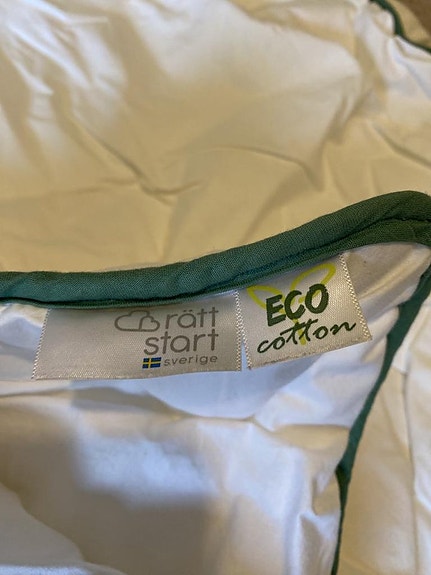 rätt
start
sverige
ECO
cotton